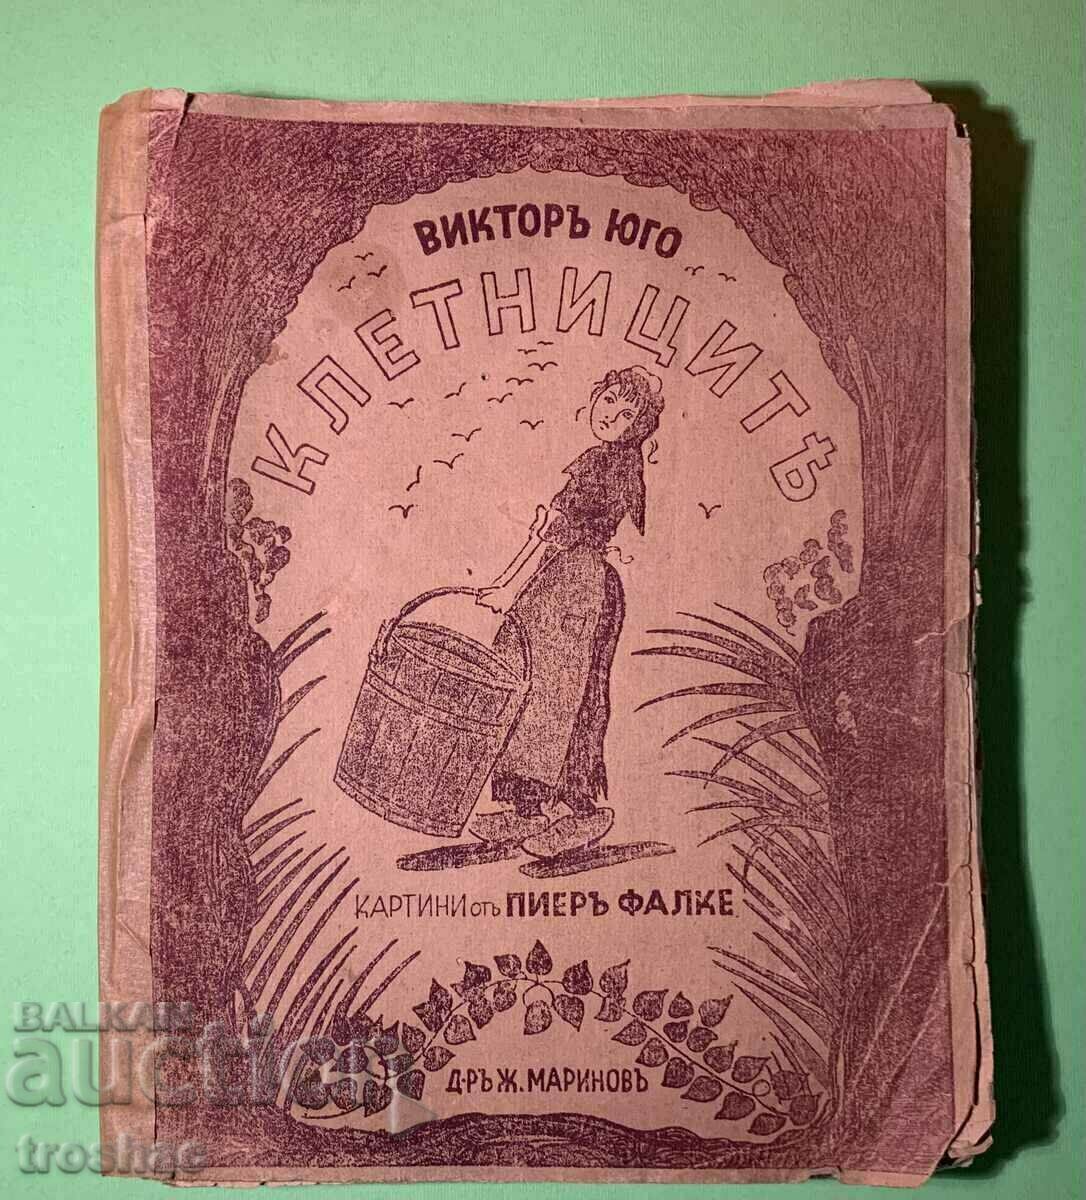 ВИКТОРЪ ЮГО
КЛЕТНИЦИТѢ
КАРТИНИ отъ ПИЕРЪ ФАЛКЕ
Д-РЪ Ж. МАРИНОВЪ
BALKAN
auction
troshac